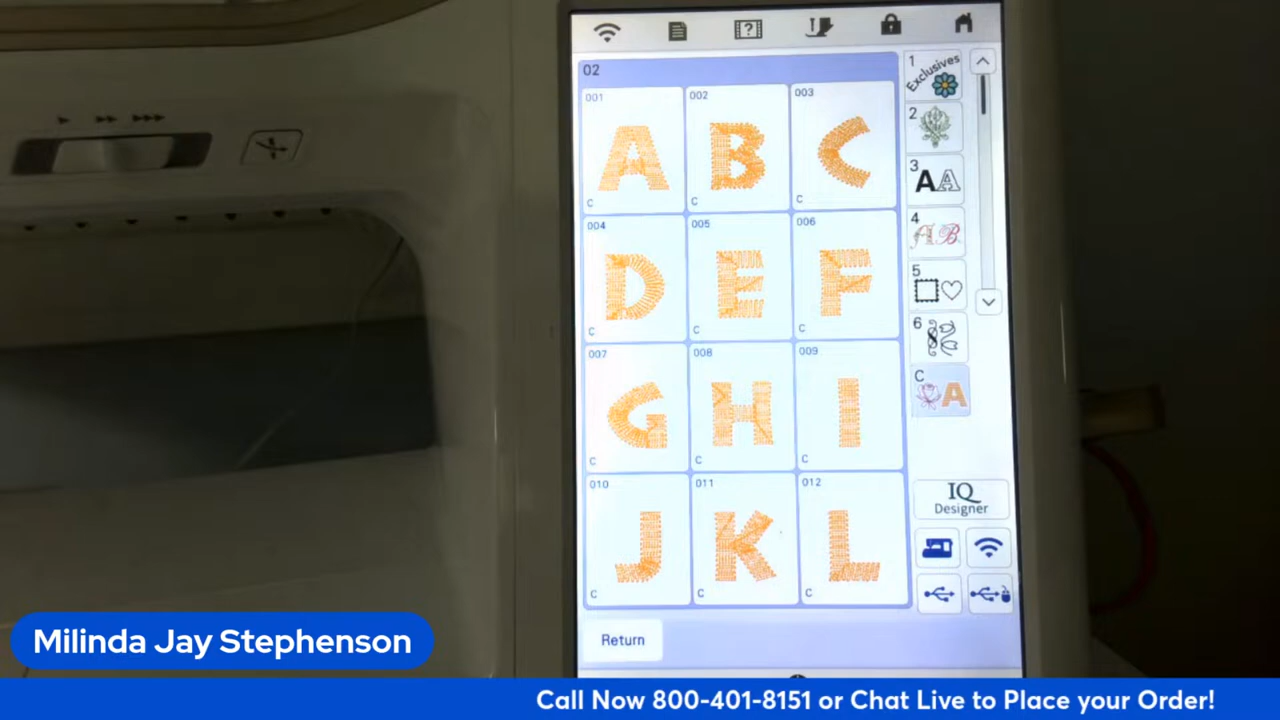 02
001 002 003
A B C
C C C
004 005 006
D E F
C C C
007 008 009
G H I
C C C
010 011 012
J K L
C C C
Return
1 Exclusives
2
3 AA
4 AB
5
6
C A
IQ
Designer
?
Milinda Jay Stephenson
Call Now 800-401-8151 or Chat Live to Place your Order!